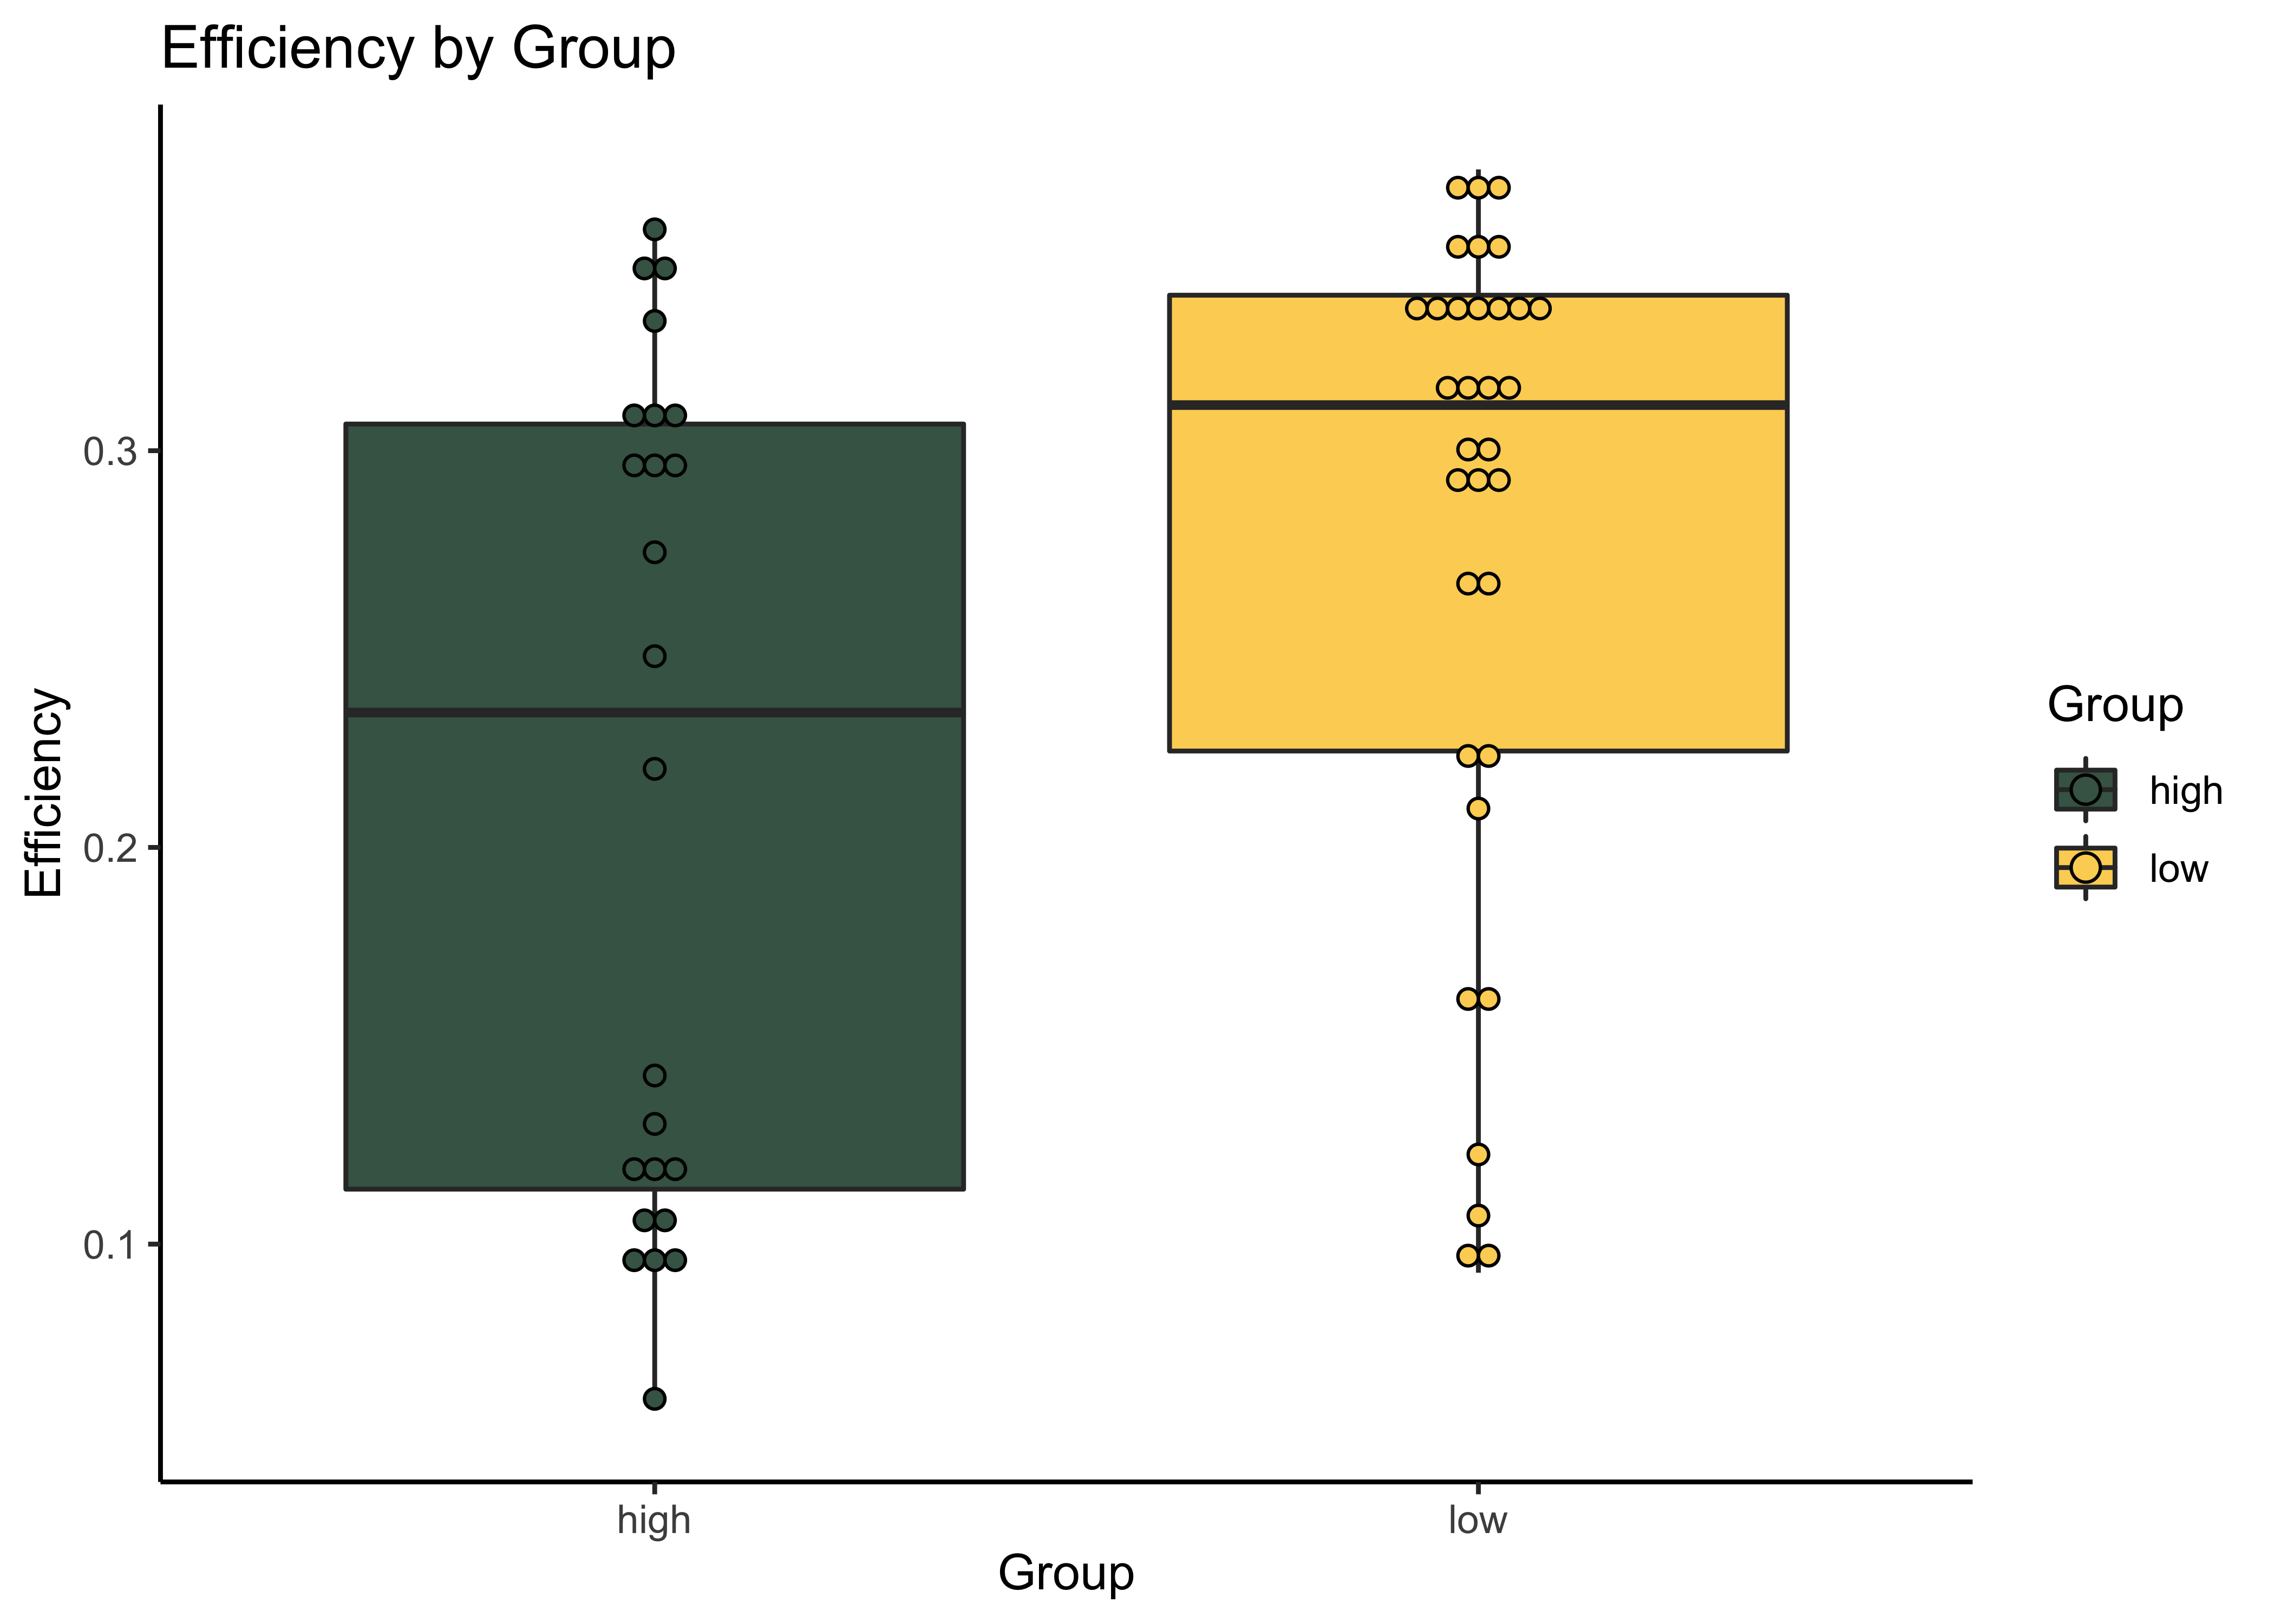 Efficiency by Group
Efficiency
0.3
0.2
0.1
high
low
Group
Group
high
low